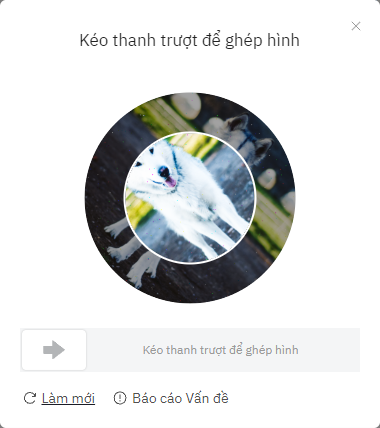 Kéo thanh trượt để ghép hình
Kéo thanh trượt để ghép hình
Làm mới Báo cáo Vấn đề